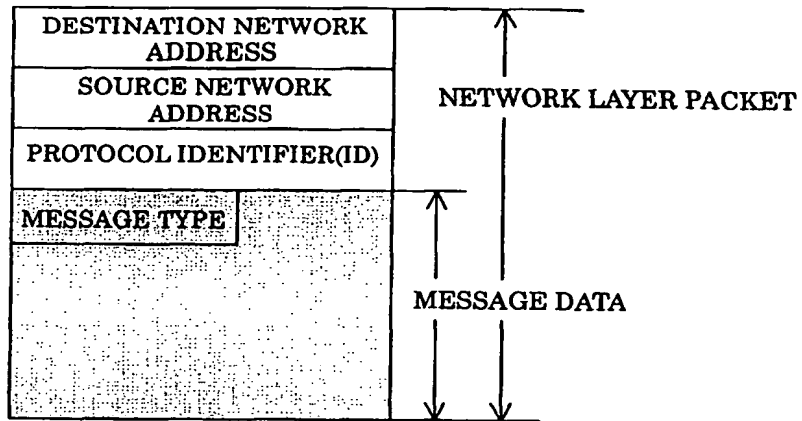 DESTINATION NETWORK
ADDRESS
SOURCE NETWORK
ADDRESS
NETWORK LAYER PACKET
PROTOCOL IDENTIFIER(ID)
MESSAGE TYPE
MESSAGE DATA